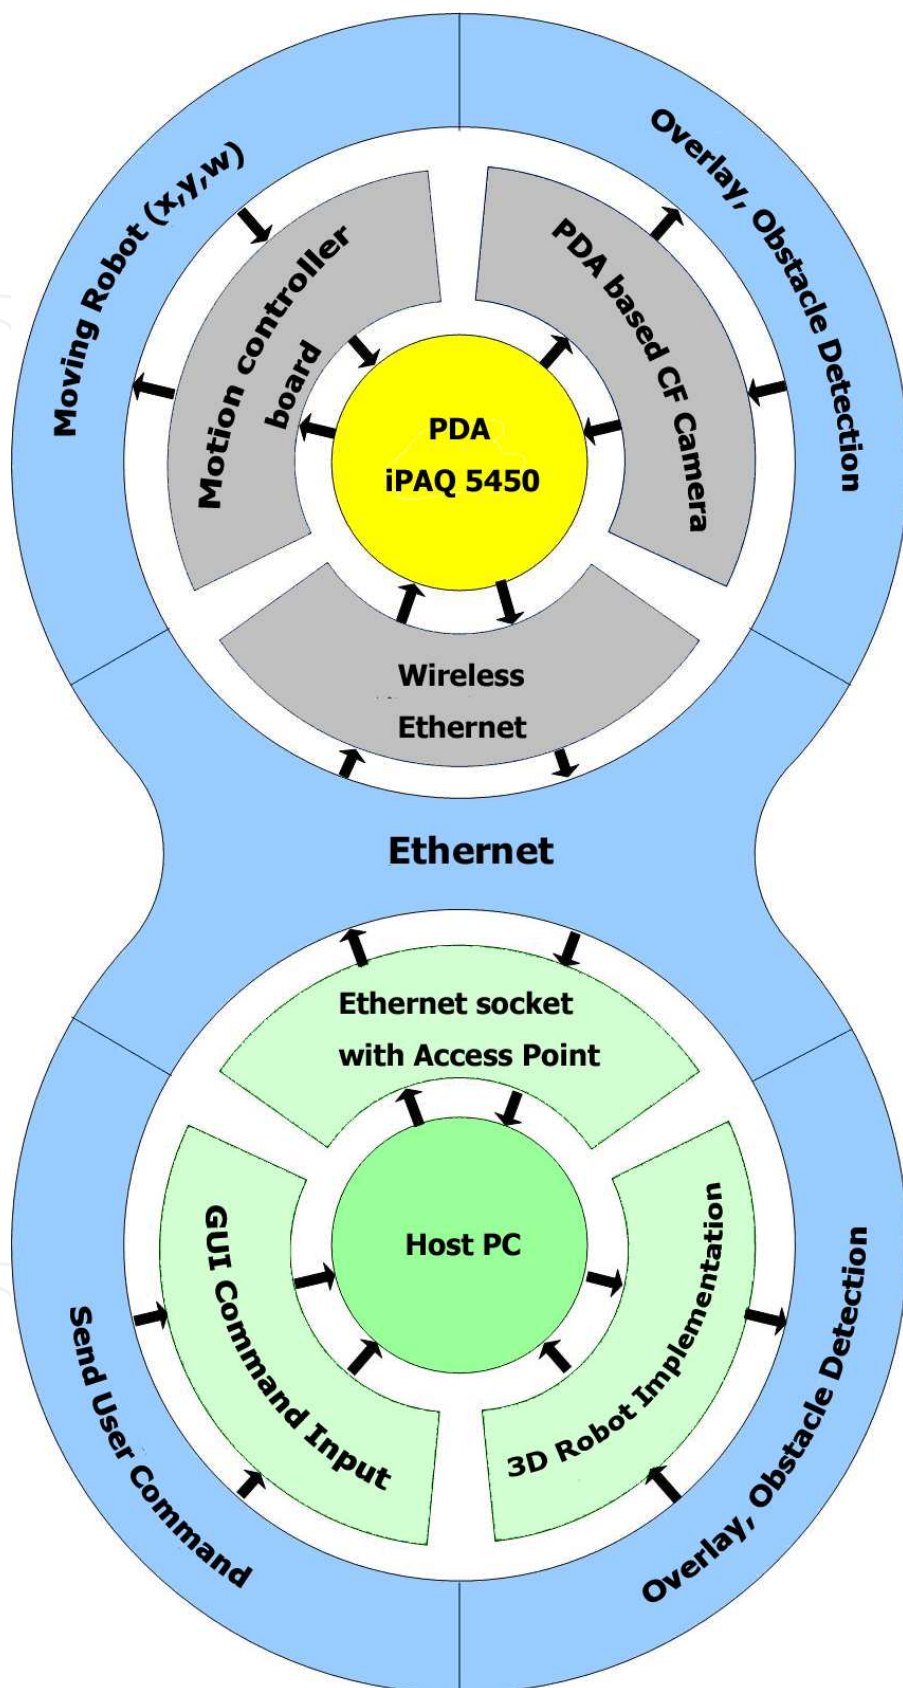 Moving Robot (x,y,w)
Overlay, Obstacle Detection
Motion controller
board
PDA based CF Camera
PDA
iPAQ 5450
Wireless
Ethernet
Ethernet
Ethernet socket
with Access Point
GUI Command Input
Host PC
3D Robot Implementation
Send User Command
Overlay, Obstacle Detection